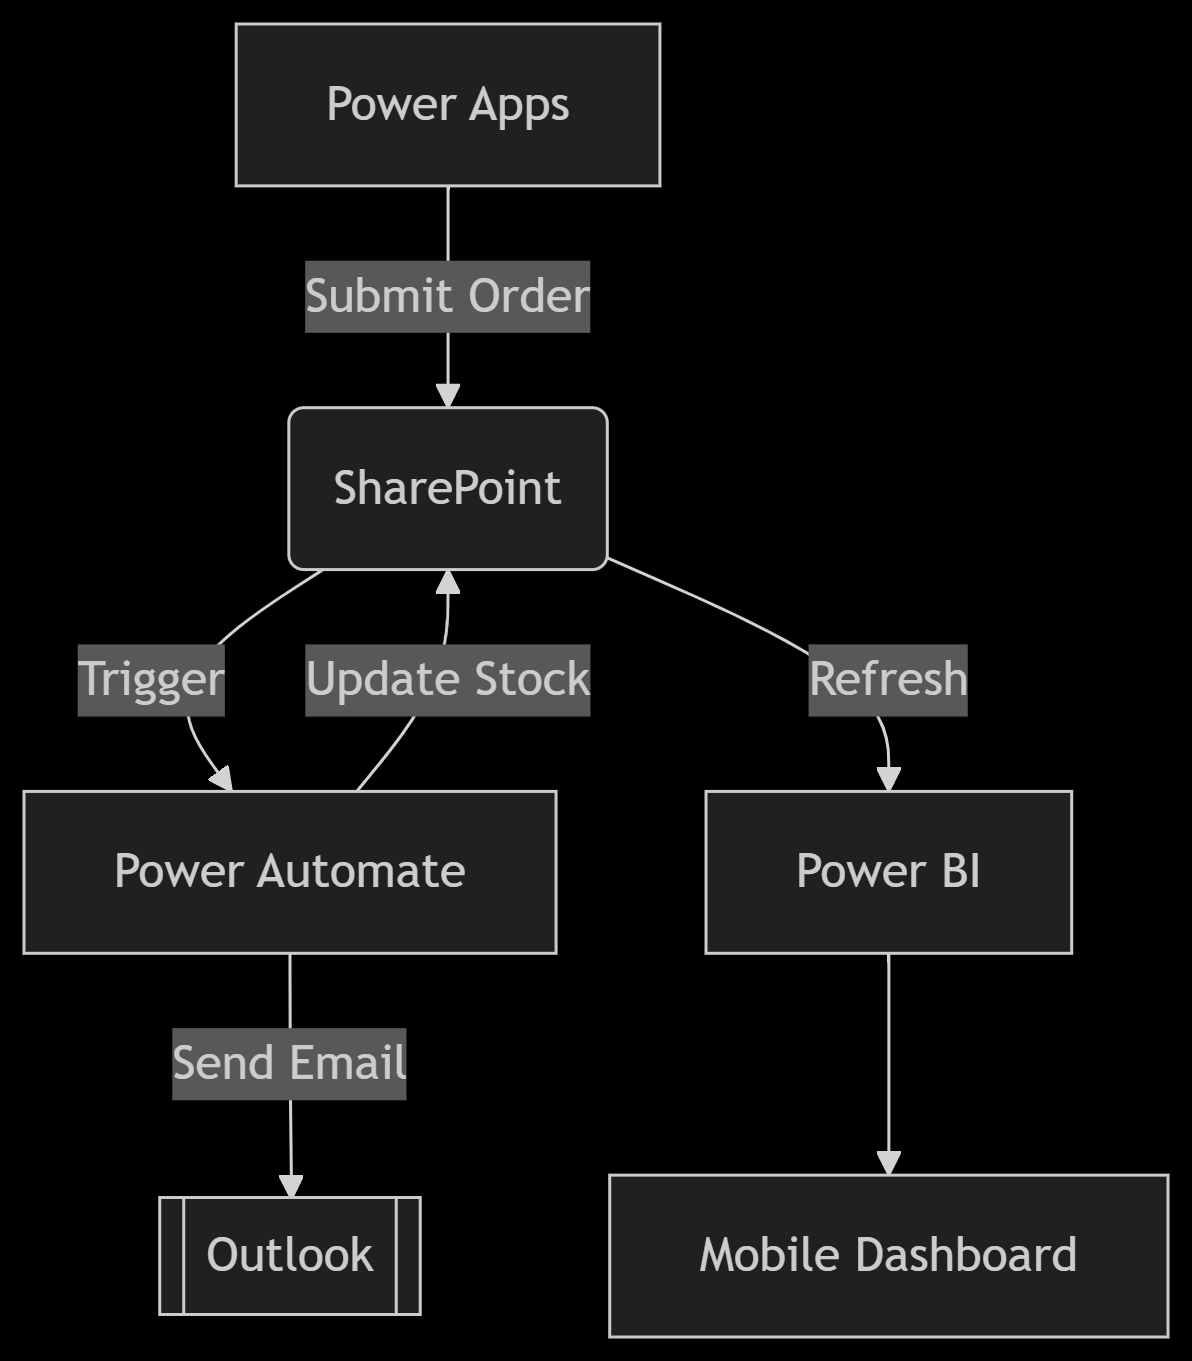 Power Apps
Submit Order
SharePoint
Trigger
Update Stock
Refresh
Power Automate
Power BI
Send Email
Outlook
Mobile Dashboard